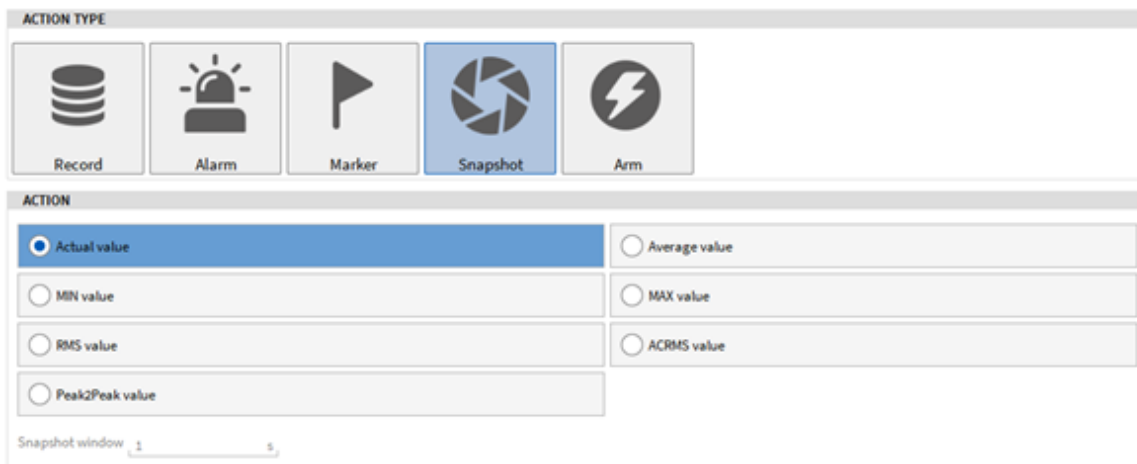 ACTION TYPE
Record Alarm Marker Snapshot Arm
ACTION
Actual value Average value
MIN value MAX value
RMS value ACRMS value
Peak2Peak value
Snapshot window 1 s